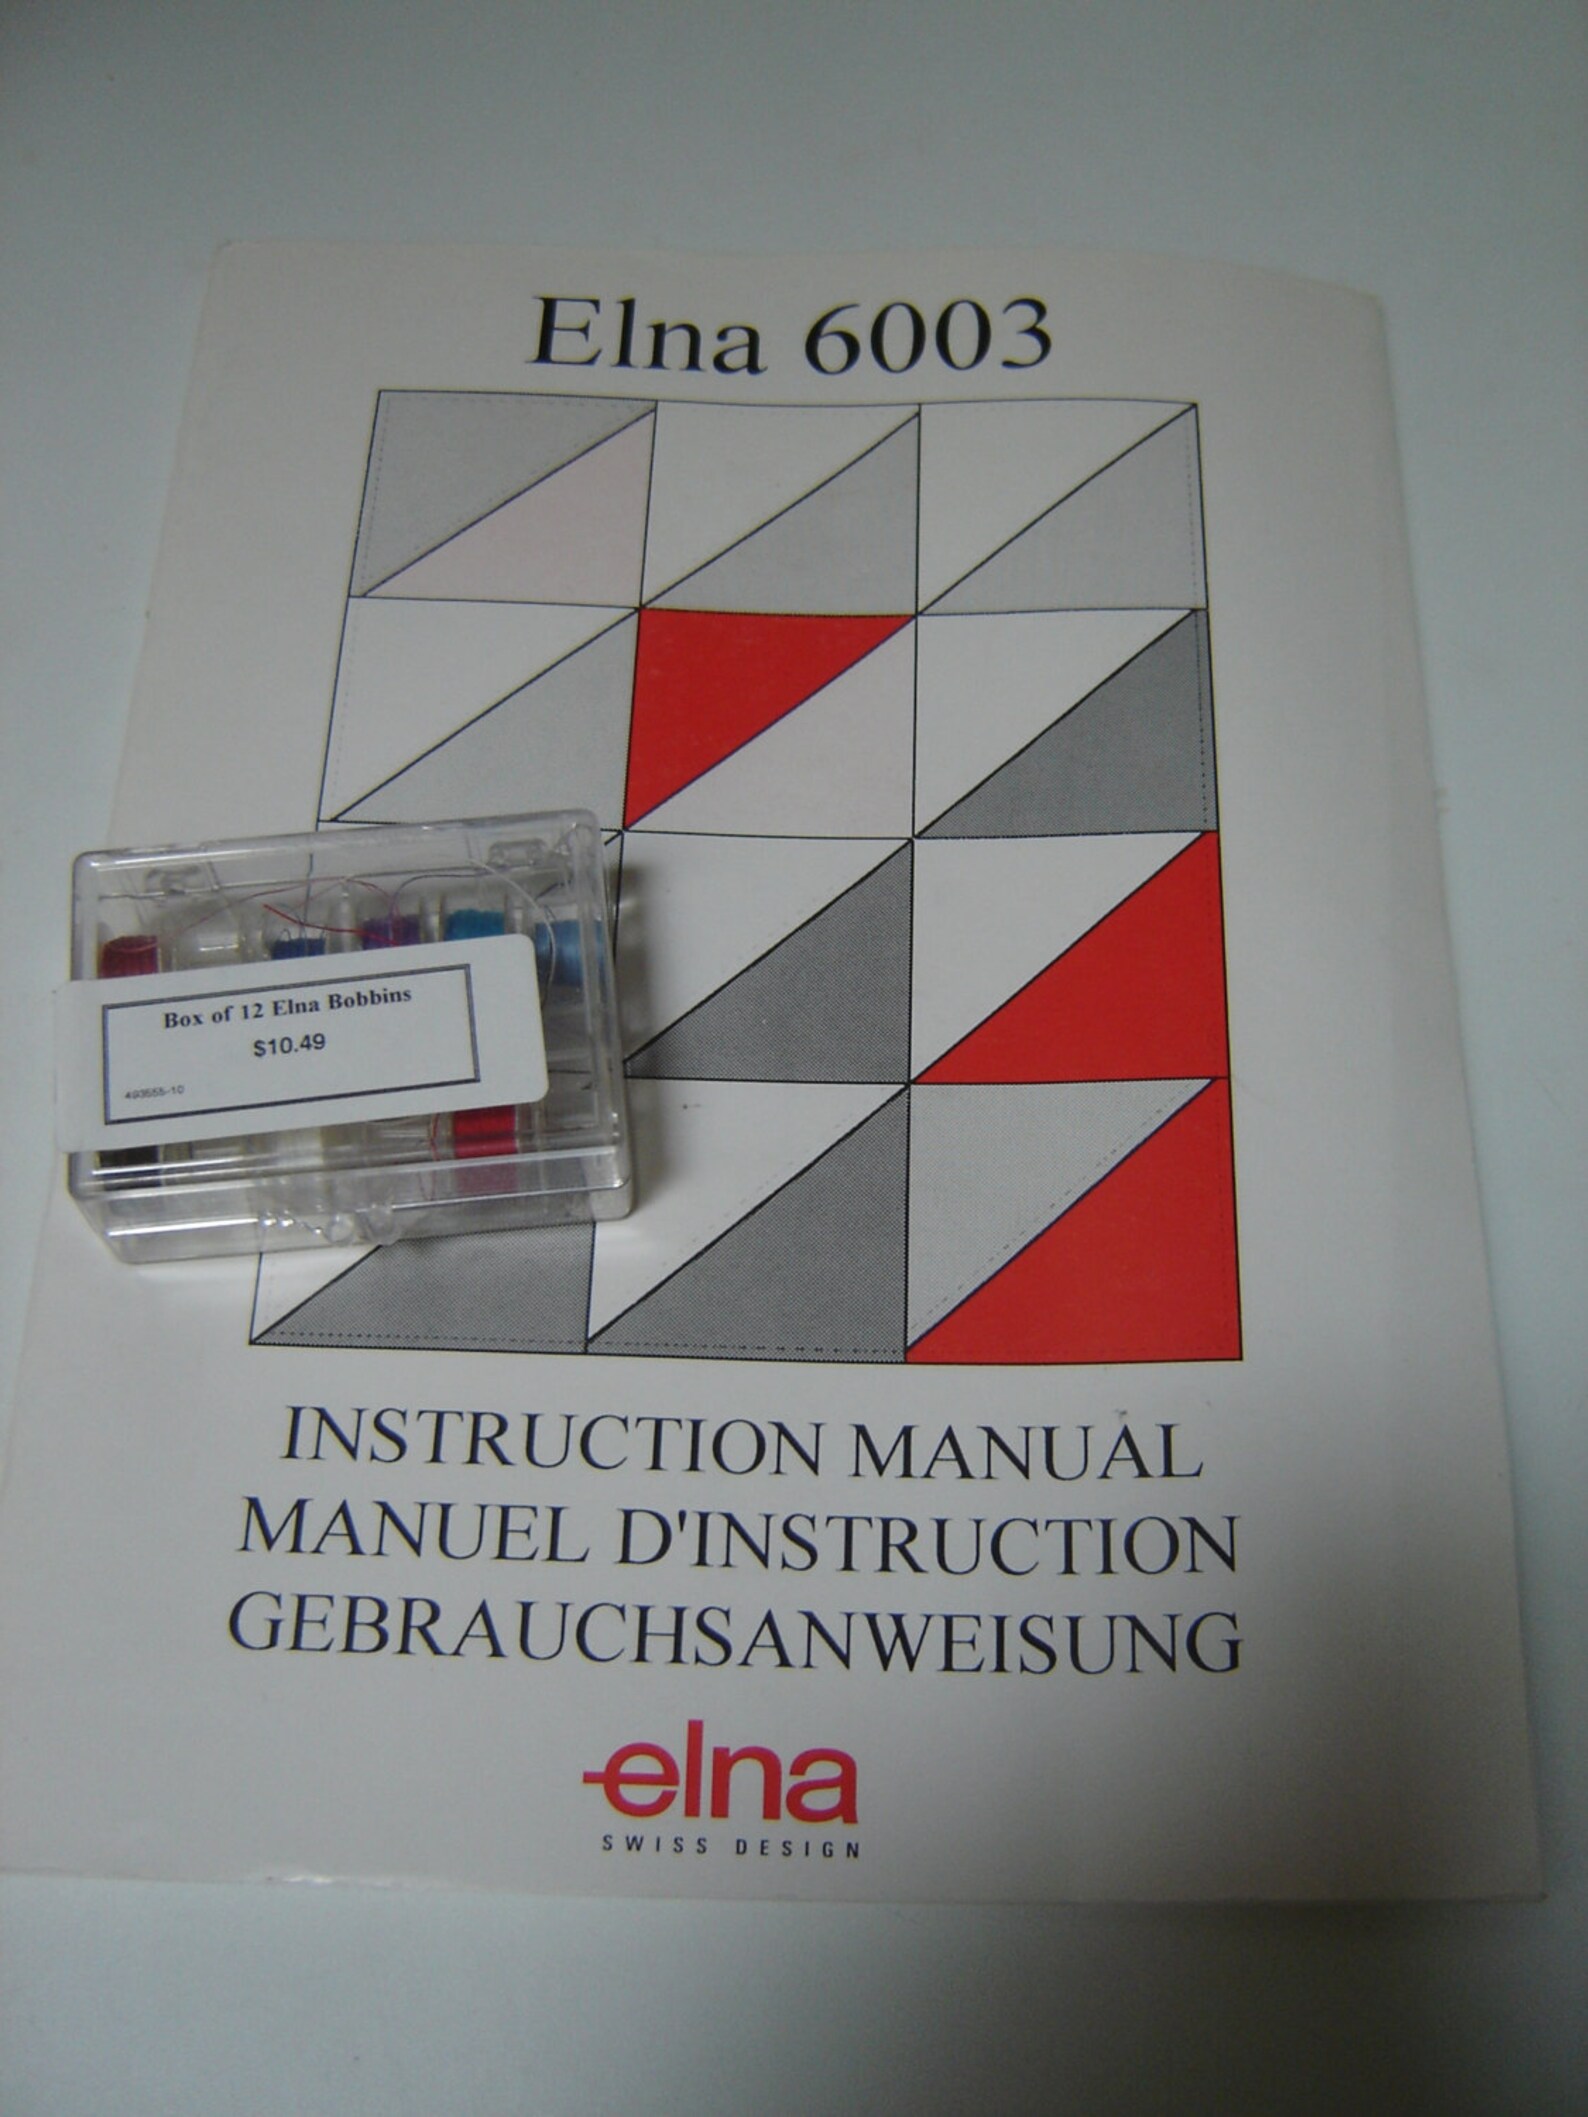 Elna 6003
Box of 12 Elna Bobbins
$10.49
493555-10
INSTRUCTION MANUAL
MANUEL D'INSTRUCTION
GEBRAUCHSANWEISUNG
elna
SWISS DESIGN